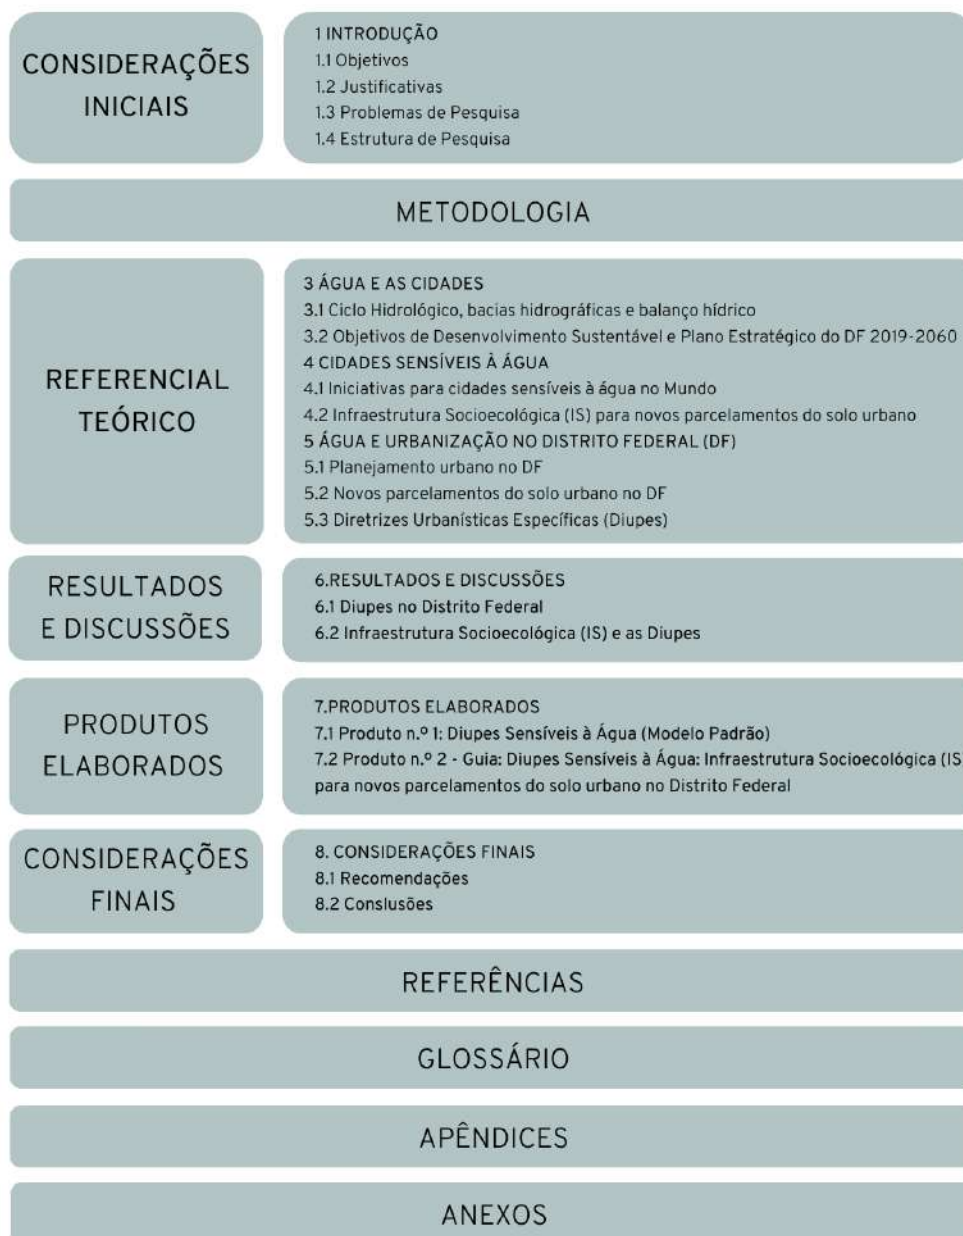 CONSIDERAÇÕES
INICIAIS
1 INTRODUÇÃO
1.1 Objetivos
1.2 Justificativas
1.3 Problemas de Pesquisa
1.4 Estrutura de Pesquisa
METODOLOGIA
REFERENCIAL
TEÓRICO
3 ÁGUA E AS CIDADES
3.1 Ciclo Hidrológico, bacias hidrográficas e balanço hídrico
3.2 Objetivos de Desenvolvimento Sustentável e Plano Estratégico do DF 2019-2060
4 CIDADES SENSÍVEIS À ÁGUA
4.1 Iniciativas para cidades sensíveis à água no Mundo
4.2 Infraestrutura Socioecológica (IS) para novos parcelamentos do solo urbano
5 ÁGUA E URBANIZAÇÃO NO DISTRITO FEDERAL (DF)
5.1 Planejamento urbano no DF
5.2 Novos parcelamentos do solo urbano no DF
5.3 Diretrizes Urbanísticas Específicas (Diupes)
RESULTADOS
E DISCUSSÕES
6.RESULTADOS E DISCUSSÕES
6.1 Diupes no Distrito Federal
6.2 Infraestrutura Socioecológica (IS) e as Diupes
PRODUTOS
ELABORADOS
7.PRODUTOS ELABORADOS
7.1 Produto n.º 1: Diupes Sensíveis à Água (Modelo Padrão)
7.2 Produto n.º 2 - Guia: Diupes Sensíveis à Água: Infraestrutura Socioecológica (IS
para novos parcelamentos do solo urbano no Distrito Federal
CONSIDERAÇÕES
FINAIS
8. CONSIDERAÇÕES FINAIS
8.1 Recomendações
8.2 Conslusões
REFERÊNCIAS
GLOSSÁRIO
APÊNDICES
ANEXOS